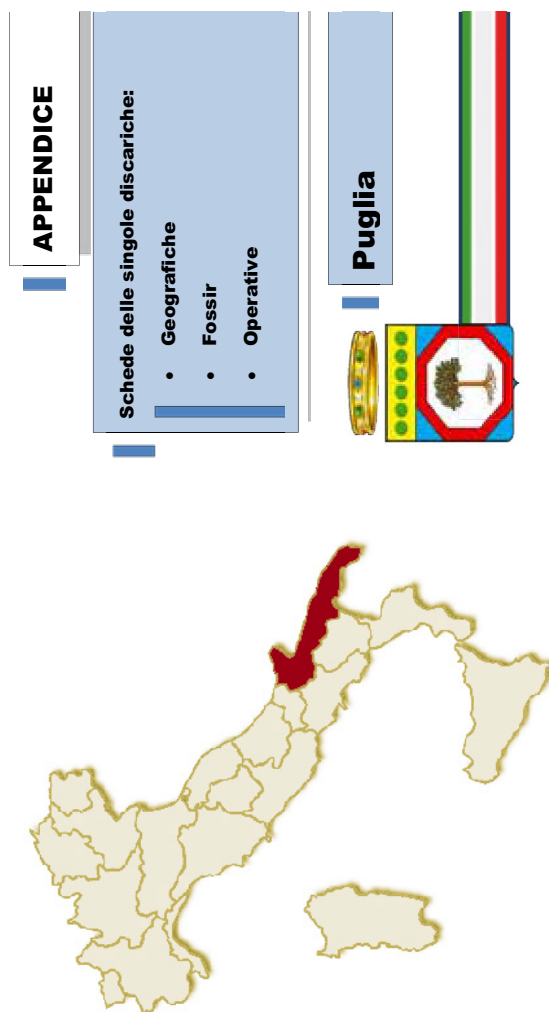 APPENDICE
Schede delle singole discariche:
• Geografiche
• Fossir
• Operative
Puglia